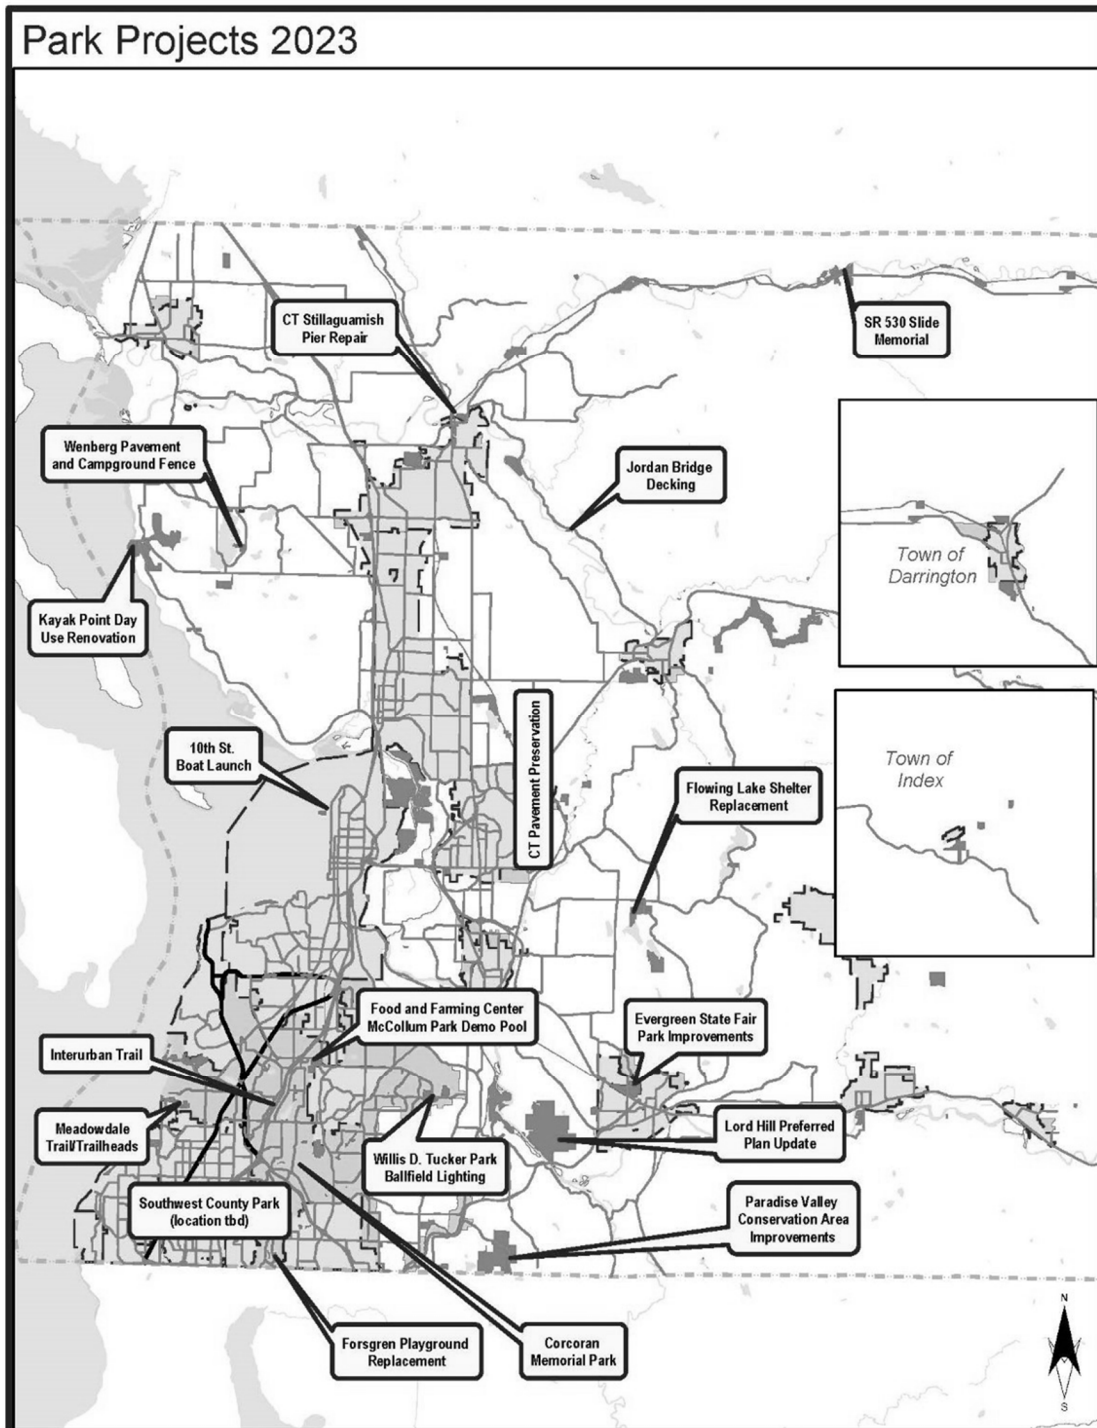 Park Projects 2023
CT Stillaguamish
Pier Repair
SR 530 Slide
Memorial
Wenberg Pavement
and Campground Fence
Jordan Bridge
Decking
Town of
Darrington
Kayak Point Day
Use Renovation
CT Pavement Preservation
10th St.
Boat Launch
Town of
Index
Flowing Lake Shelter
Replacement
Food and Farming Center
McCollum Park Demo Pool
Evergreen State Fair
Park Improvements
Interurban Trail
Meadowdale
Trail/Trailheads
Willis D. Tucker Park
Ballfield Lighting
Lord Hill Preferred
Plan Update
Southwest County Park
(location tbd)
Paradise Valley
Conservation Area
Improvements
Forsgren Playground
Replacement
Corcoran
Memorial Park
N
S